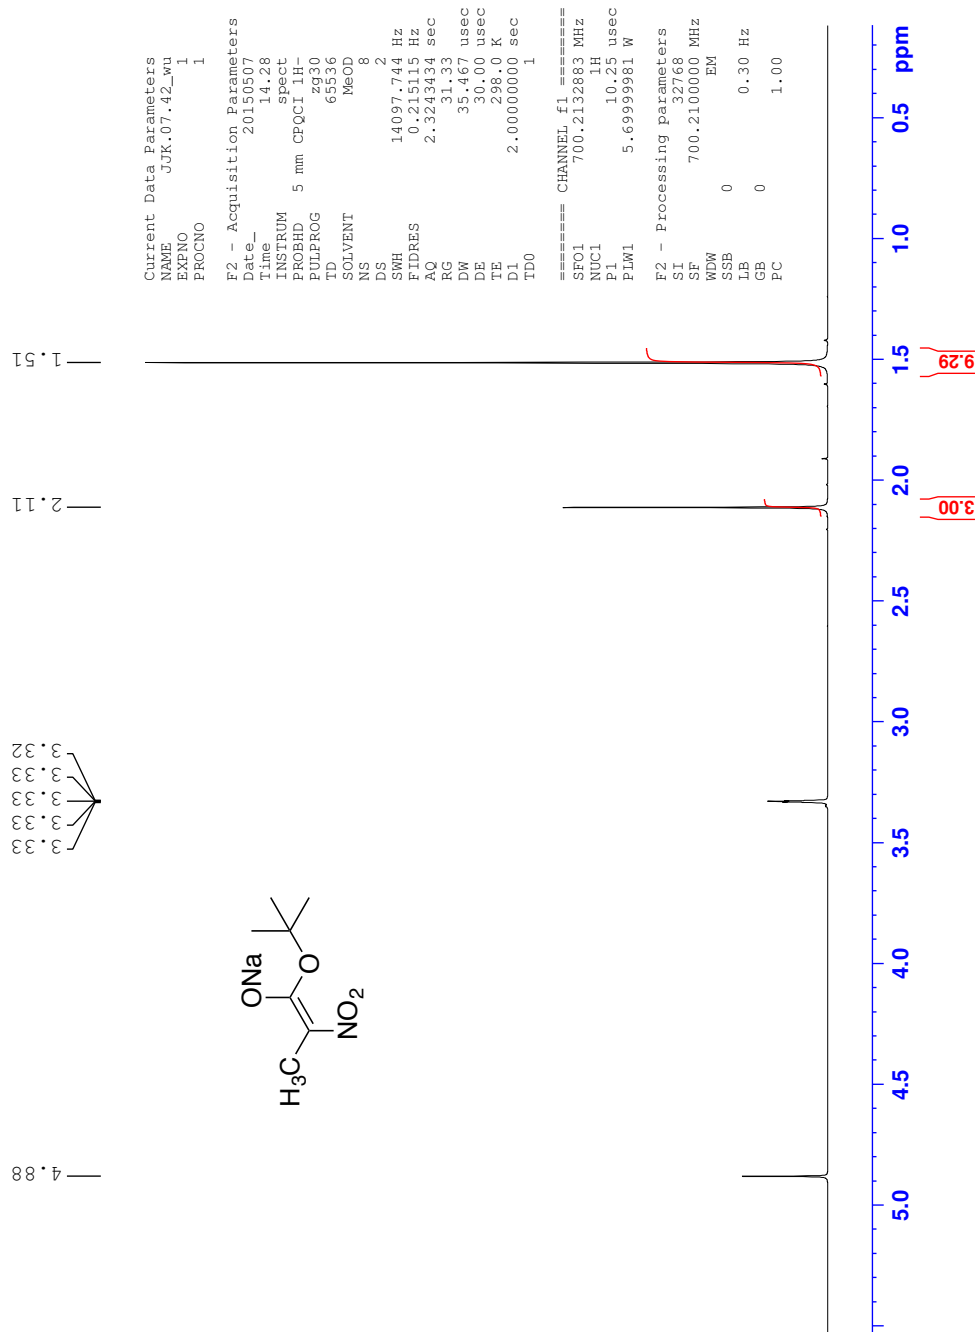 Current Data Parameters
NAME JJK.07.42_wu
EXPNO 1
PROCNO 1
F2 - Acquisition Parameters
Date_ 20150507
Time 14.28
INSTRUM spect
PROBHD 5 mm CPQCI 1H-
PULPROG zg30
TD 65536
SOLVENT MeOD
NS 8
DS 2
SWH 14097.744 Hz
FIDRES 0.215115 Hz
AQ 2.3243434 sec
RG 31.33
DW 35.467 usec
DE 30.00 usec
TE 298.0 K
D1 2.00000000 sec
TD0 1
======== CHANNEL f1 ========
SFO1 700.2132883 MHz
NUC1 1H
P1 10.25 usec
PLW1 5.69999981 W
F2 - Processing parameters
SI 32768
SF 700.2100000 MHz
WDW EM
SSB 0
LB 0.30 Hz
GB 0
PC 1.00
4.88
3.33
3.33
3.33
3.33
3.32
2.11
1.51
ONa
O
H3C
NO2
5.0 4.5 4.0 3.5 3.0 2.5 2.0 1.5 1.0 0.5 ppm
3.00
9.29